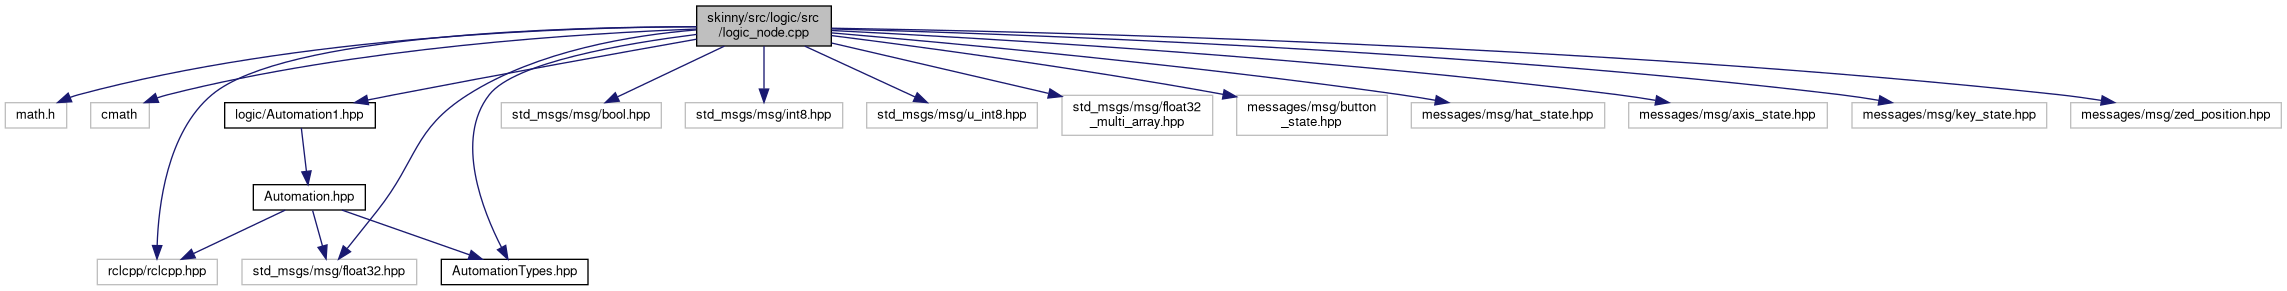 skinny/src/logic/src
/logic_node.cpp
math.h
cmath
logic/Automation1.hpp
std_msgs/msg/bool.hpp
std_msgs/msg/int8.hpp
std_msgs/msg/u_int8.hpp
std_msgs/msg/float32
_multi_array.hpp
messages/msg/button
_state.hpp
messages/msg/hat_state.hpp
messages/msg/axis_state.hpp
messages/msg/key_state.hpp
messages/msg/zed_position.hpp
Automation.hpp
rclcpp/rclcpp.hpp
std_msgs/msg/float32.hpp
AutomationTypes.hpp